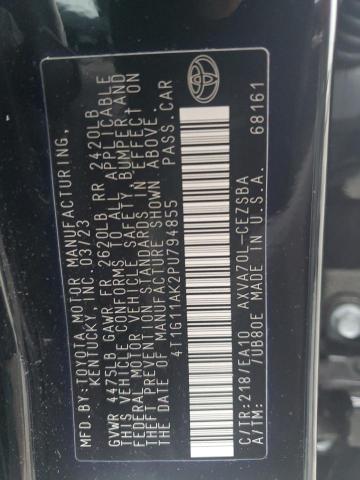 MFD.BY:TOYOTA MOTOR MANUFACTURING,
KENTUCKY, INC. 03/23
GVWR 4475LB GAWR FR 2620LB RR 2420LB
THIS VEHICLE CONFORMS TO ALL APPLICABLE
FEDERAL MOTOR VEHICLE SAFETY, BUMPER AND
THEFT PREVENTION STANDARDS IN EFFECT ON
THE DATE OF MANUFACTURE SHOWN ABOVE.
4T1G11AK2PU794855 PASS.CAR
C/TR:218/EA10 AXVA70L-CEZSBA
A/TM: /UB80E MADE IN U.S.A. 68161